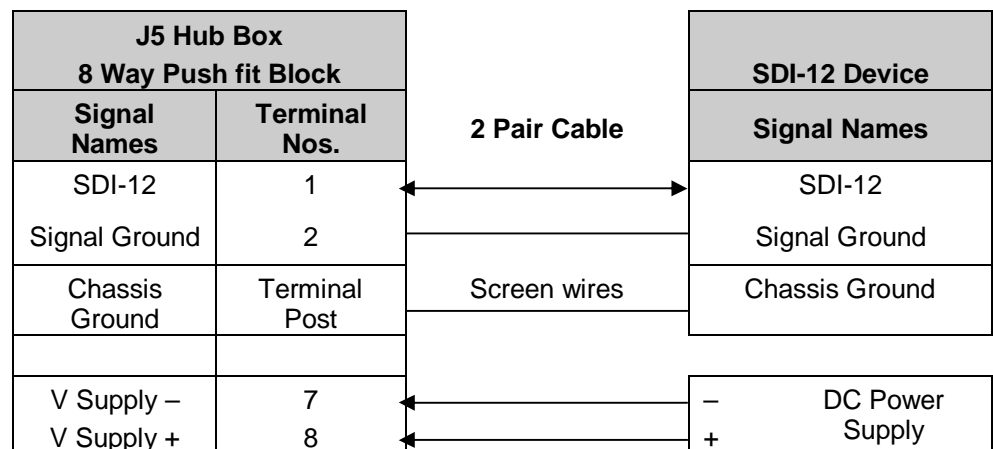 J5 Hub Box
8 Way Push fit Block
SDI-12 Device
Signal
Names
Terminal
Nos.
2 Pair Cable
Signal Names
SDI-12
1
SDI-12
Signal Ground
2
Signal Ground
Chassis
Ground
Terminal
Post
Screen wires
Chassis Ground
V Supply –
7
–
DC Power
Supply
V Supply +
8
+